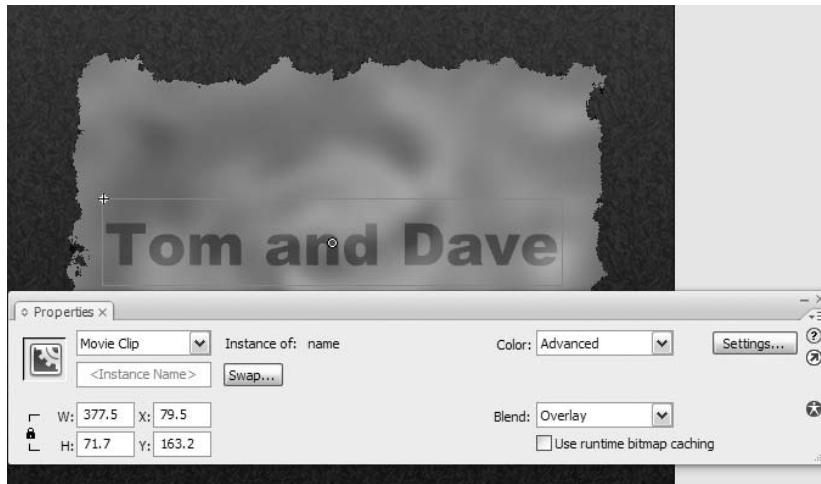 Tom and Dave
Properties ×
Movie Clip Instance of: name Color: Advanced Settings...
<Instance Name> Swap...
W: 377.5 X: 79.5 Blend: Overlay
H: 71.7 Y: 163.2 Use runtime bitmap caching